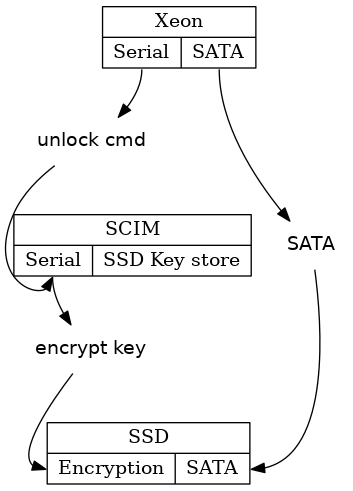 Xeon
Serial SATA
unlock cmd
SCIM
Serial SSD Key store
SATA
encrypt key
SSD
Encryption SATA